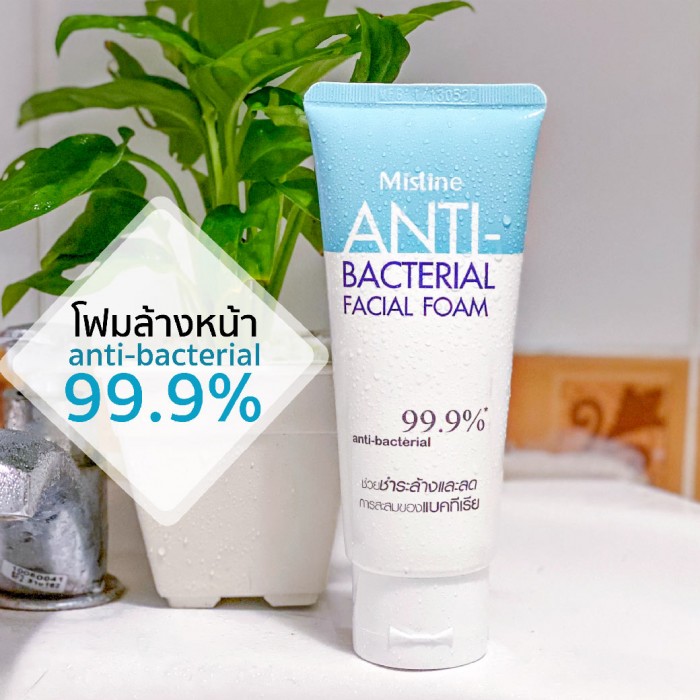 Mistine
ANTI-
BACTERIAL
FACIAL FOAM
99.9%*
anti-bacterial
ช่วยชำระล้างและลด
การสะสมของแบคทีเรีย
โฟมล้างหน้า
anti-bacterial
99.9%
10060041